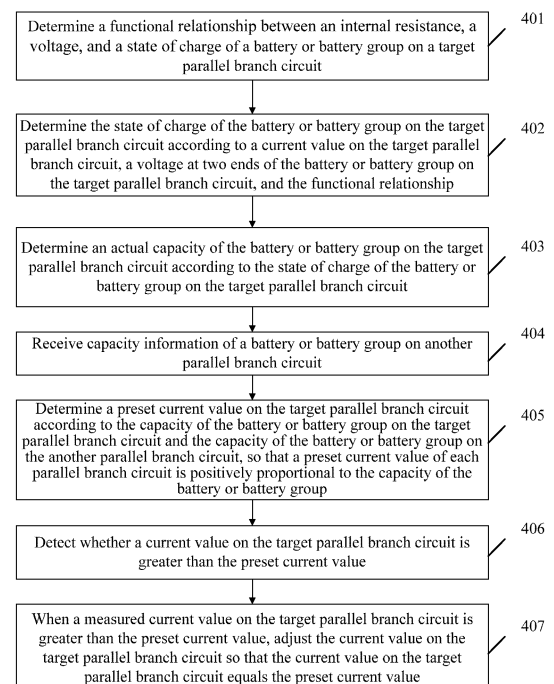 401
Determine a functional relationship between an internal resistance, a
voltage, and a state of charge of a battery or battery group on a target
parallel branch circuit
402
Determine the state of charge of the battery or battery group on the target
parallel branch circuit according to a current value on the target parallel
branch circuit, a voltage at two ends of the battery or battery group on
the target parallel branch circuit, and the functional relationship
403
Determine an actual capacity of the battery or battery group on the target
parallel branch circuit according to the state of charge of the battery or
battery group on the target parallel branch circuit
404
Receive capacity information of a battery or battery group on another
parallel branch circuit
405
Determine a preset current value on the target parallel branch circuit
according to the capacity of the battery or battery group on the target
parallel branch circuit and the capacity of the battery or battery group on
the another parallel branch circuit, so that a preset current value of each
parallel branch circuit is positively proportional to the capacity of the
battery or battery group
406
Detect whether a current value on the target parallel branch circuit is
greater than the preset current value
407
When a measured current value on the target parallel branch circuit is
greater than the preset current value, adjust the current value on the
target parallel branch circuit so that the current value on the target
parallel branch circuit equals the preset current value